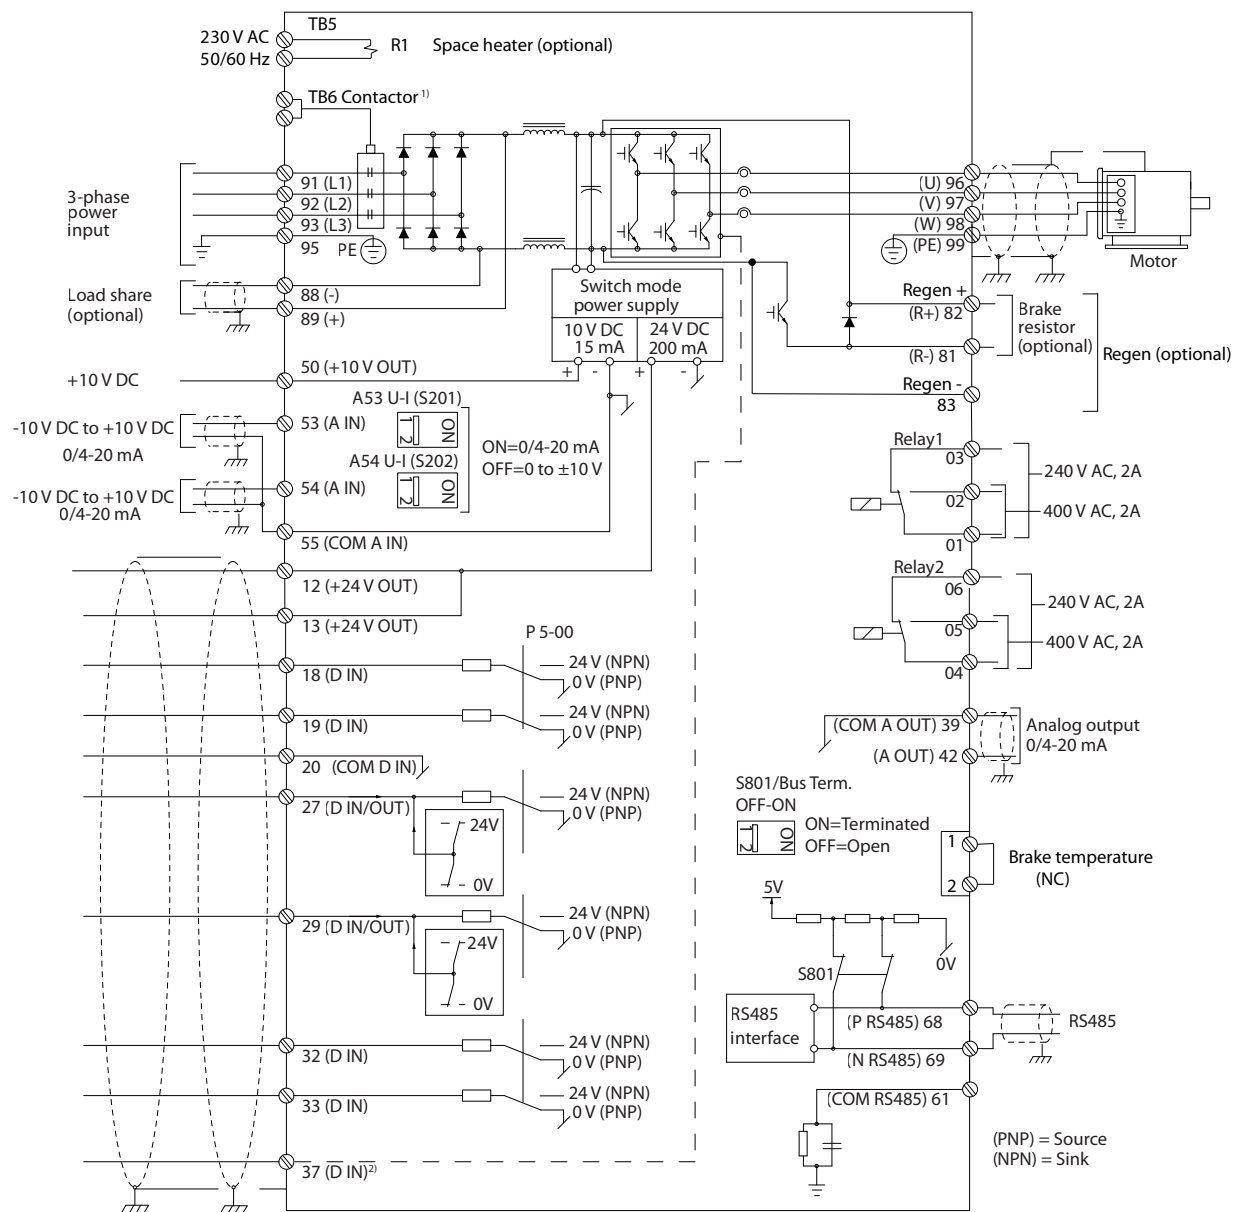 TB5
230 V AC
50/60 Hz
R1
Space heater (optional)
TB6 Contactor 1)
3-phase
power
input
91 (L1)
92 (L2)
93 (L3)
95
PE
Load share
(optional)
88 (-)
89 (+)
Switch mode
power supply
10 V DC
15 mA
24 V DC
200 mA
+
-
+
-
(U) 96
(V) 97
(W) 98
(PE) 99
Motor
Regen +
(R+) 82
Brake
resistor
(optional)
(R-) 81
Regen (optional)
Regen -
83
+10 V DC
50 (+10 V OUT)
A53 U-I (S201)
1 2
ON
-10 V DC to +10 V DC
0/4-20 mA
53 (A IN)
A54 U-I (S202)
1 2
ON
ON=0/4-20 mA
OFF=0 to ±10 V
-10 V DC to +10 V DC
0/4-20 mA
54 (A IN)
55 (COM A IN)
12 (+24 V OUT)
13 (+24 V OUT)
Relay1
03
240 V AC, 2A
02
400 V AC, 2A
01
Relay2
06
240 V AC, 2A
05
400 V AC, 2A
04
P 5-00
18 (D IN)
24 V (NPN)
0 V (PNP)
19 (D IN)
24 V (NPN)
0 V (PNP)
20 (COM D IN)
27 (D IN/OUT)
24 V (NPN)
0 V (PNP)
24V
0V
29 (D IN/OUT)
24 V (NPN)
0 V (PNP)
24V
0V
32 (D IN)
24 V (NPN)
0 V (PNP)
33 (D IN)
24 V (NPN)
0 V (PNP)
37 (D IN)2)
(COM A OUT) 39
Analog output
0/4-20 mA
(A OUT) 42
S801/Bus Term.
OFF-ON
1 2
ON
ON=Terminated
OFF=Open
1
2
Brake temperature
(NC)
5V
0V
S801
RS485
interface
(P RS485) 68
RS485
(N RS485) 69
(COM RS485) 61
(PNP) = Source
(NPN) = Sink